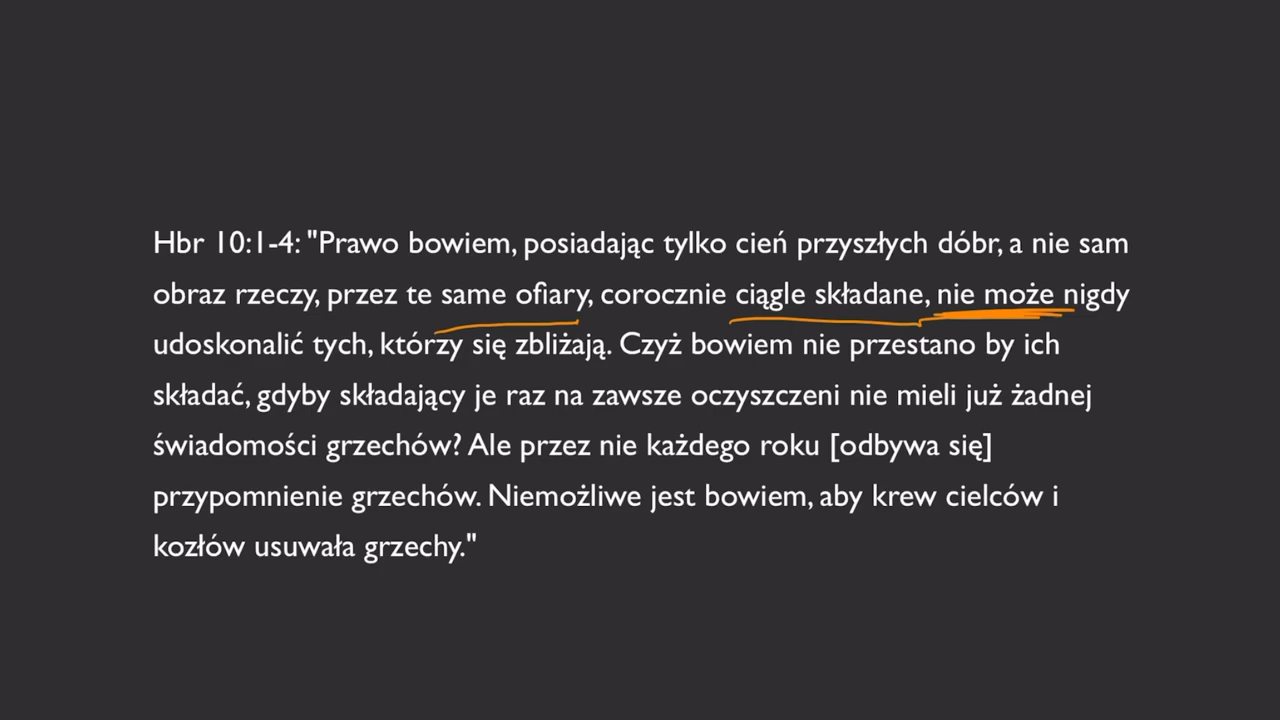 Hbr 10:1-4: "Prawo bowiem, posiadając tylko cień przyszłych dóbr, a nie sam
obraz rzeczy, przez te same ofiary, corocznie ciągle składane, nie może nigdy
udoskonalić tych, którzy się zbliżają. Czyż bowiem nie przestano by ich
składać, gdyby składający je raz na zawsze oczyszczeni nie mieli już żadnej
świadomości grzechów? Ale przez nie każdego roku [odbywa się]
przypomnienie grzechów. Niemożliwe jest bowiem, aby krew cielców i
kozłów usuwała grzechy."